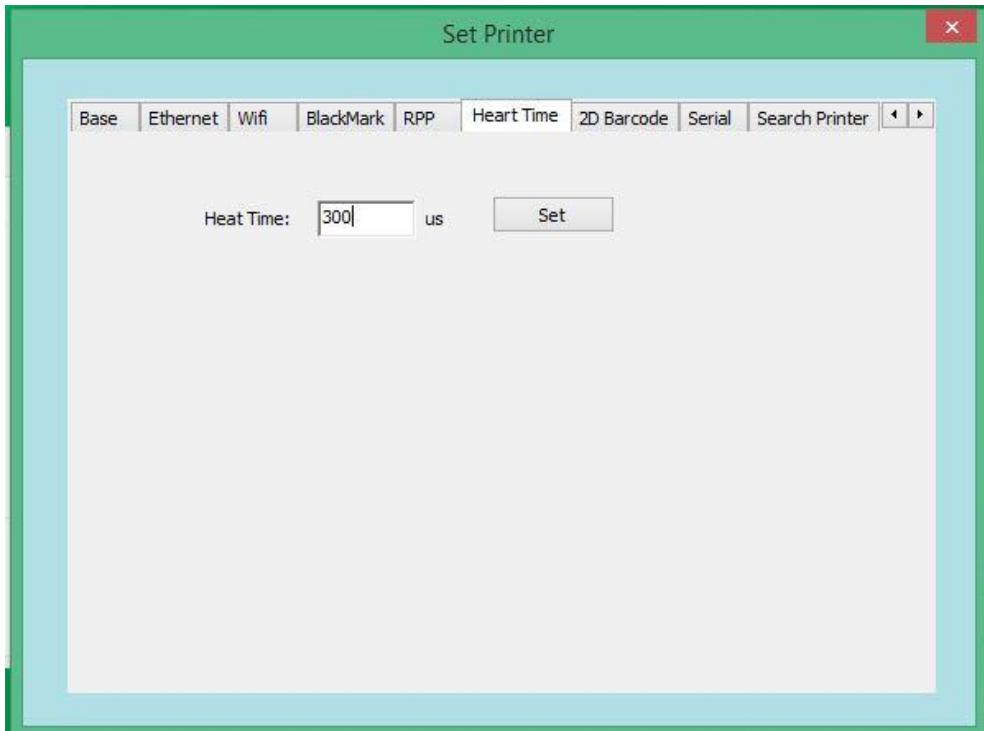 Set Printer
Base Ethernet Wifi BlackMark RPP Heart Time 2D Barcode Serial Search Printer
Heat Time: 300 us Set